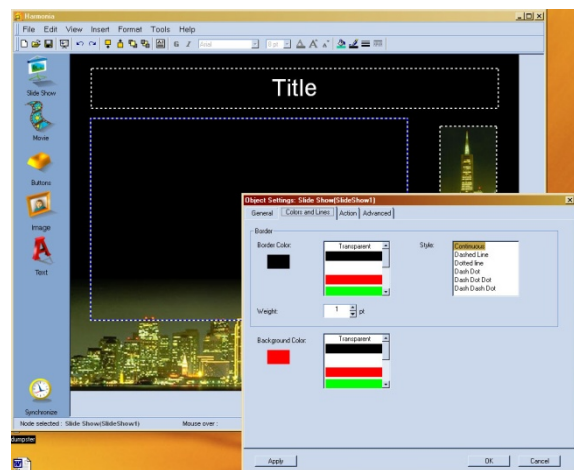 Harmonia
File Edit View Insert Format Tools Help
G I Arial 8 pt A A A
Slide Show
Movie
Buttons
Image
Text
Synchronize
Title
Node selected : Slide Show(SlideShow1) Mouse over :
dumpster
Object Settings: Slide Show(SlideShow1)
General Colors and Lines Action Advanced
Border
Border Color:
Transparent
Style:
Continuous
Dashed Line
Dotted line
Dash Dot
Dash Dot Dot
Dash Dash Dot
Weight:
1 pt
Background Color:
Transparent
Apply OK Cancel